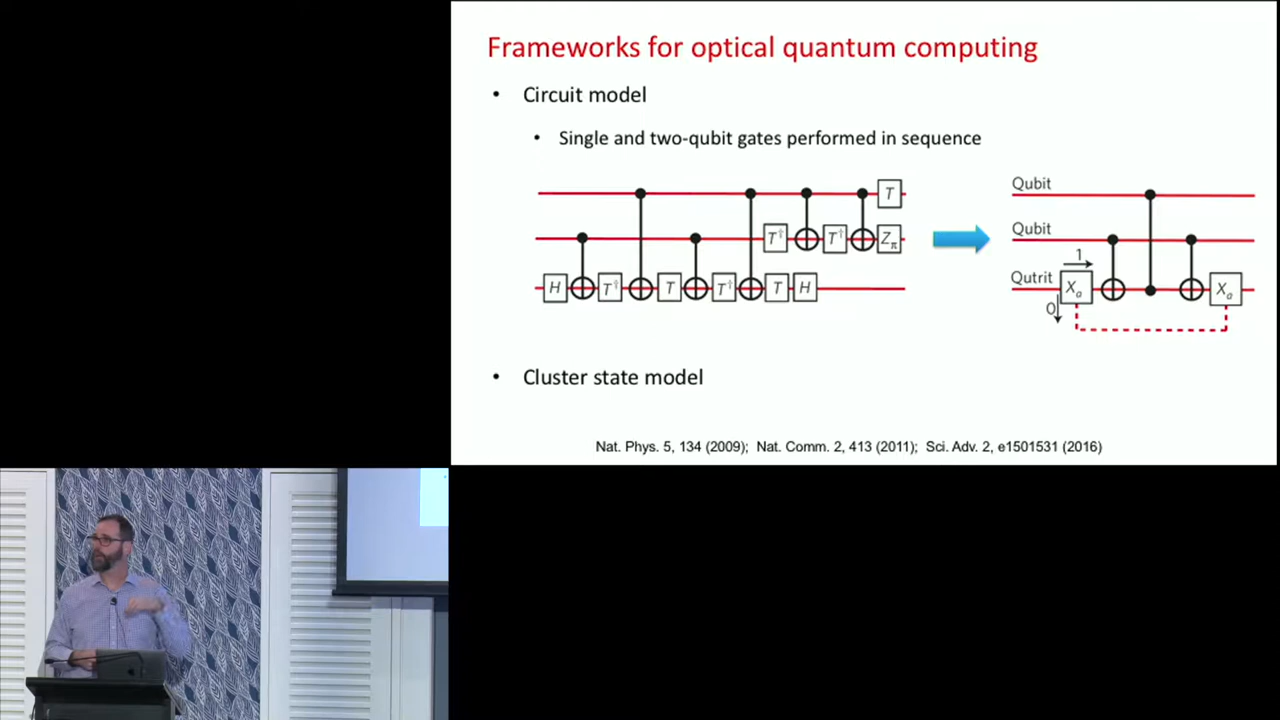 Frameworks for optical quantum computing
• Circuit model
• Single and two-qubit gates performed in sequence
T
T† T† Zπ
H T† T T† T H
Qubit
Qubit
1
Qutrit Xa Xa
0
• Cluster state model
Nat. Phys. 5, 134 (2009); Nat. Comm. 2, 413 (2011); Sci. Adv. 2, e1501531 (2016)